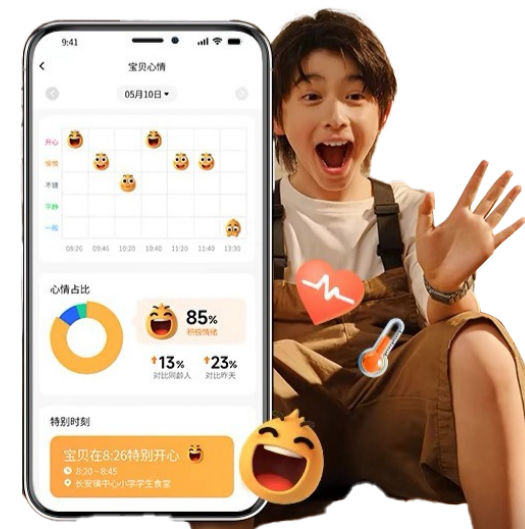 9:41
宝贝心情
05月10日
开心
愉悦
不错
平静
一般
08:26 09:46 10:20 10:40 11:20 11:40 13:30
心情占比
85%
积极情绪
13% 23%
对比同龄人 对比昨天
特别时刻
宝贝在8:26特别开心
8:20 - 8:45
长安镇中心小学学生食堂